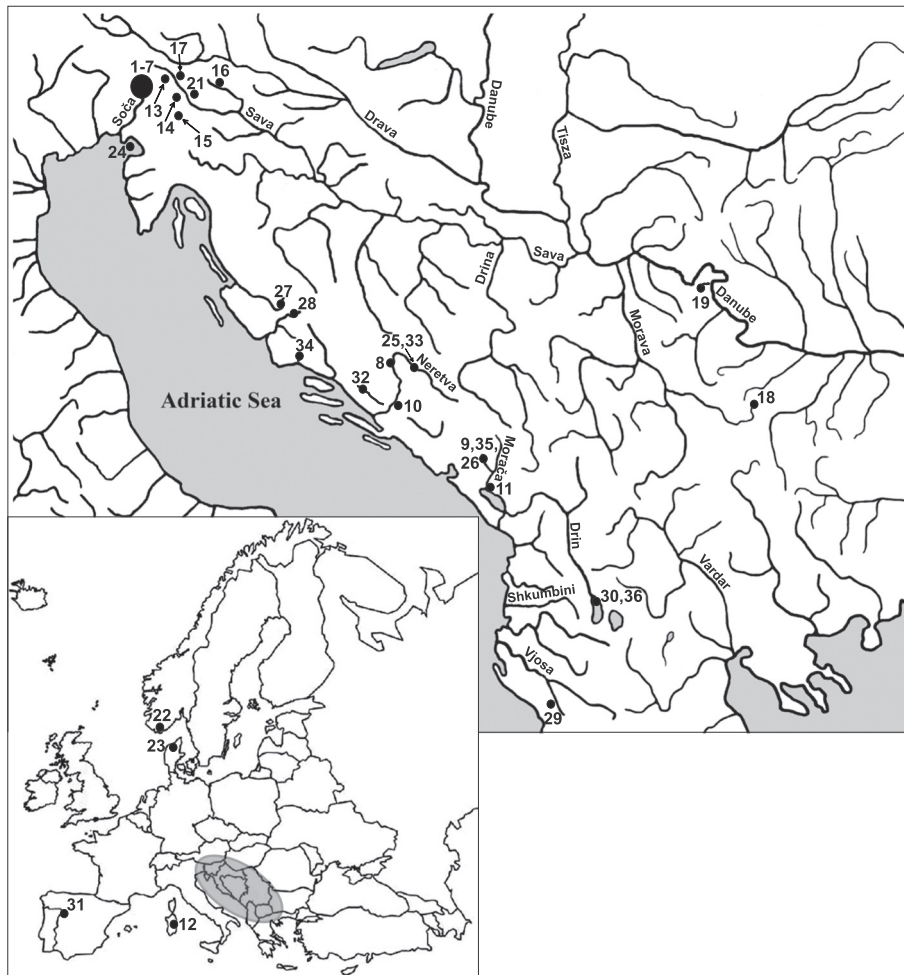 17
1-7
16
13
21
14
15
Soča
24
Sava
Drava
Danube
Tisza
27
28
34
32
8
25,33
Neretva
10
Drina
Sava
Morava
19
Danube
18
Adriatic Sea
9,35,
26
Morača
11
Drin
Shkumbini
30,36
Vardar
Vjosa
29
22
23
31
12